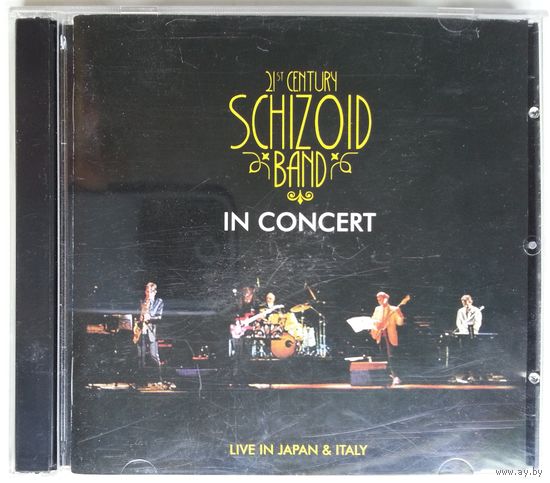 21ST CENTURY
SCHIZOID
BAND
IN CONCERT
LIVE IN JAPAN & ITALY
www.ay.by